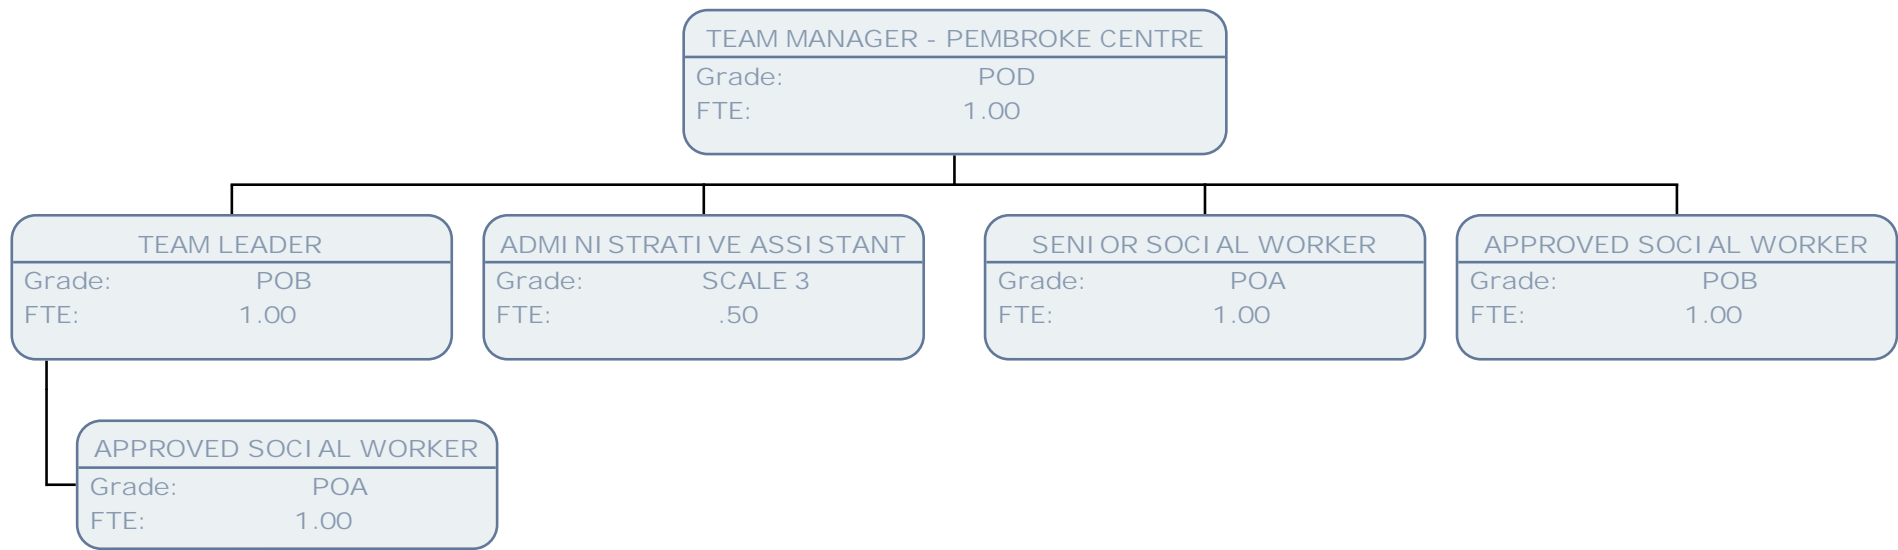 TEAM MANAGER - PEMBROKE CENTRE
Grade: POD
FTE: 1.00
TEAM LEADER
Grade: POB
FTE: 1.00
ADMINISTRATIVE ASSISTANT
Grade: SCALE 3
FTE: .50
SENIOR SOCIAL WORKER
Grade: POA
FTE: 1.00
APPROVED SOCIAL WORKER
Grade: POB
FTE: 1.00
APPROVED SOCIAL WORKER
Grade: POA
FTE: 1.00